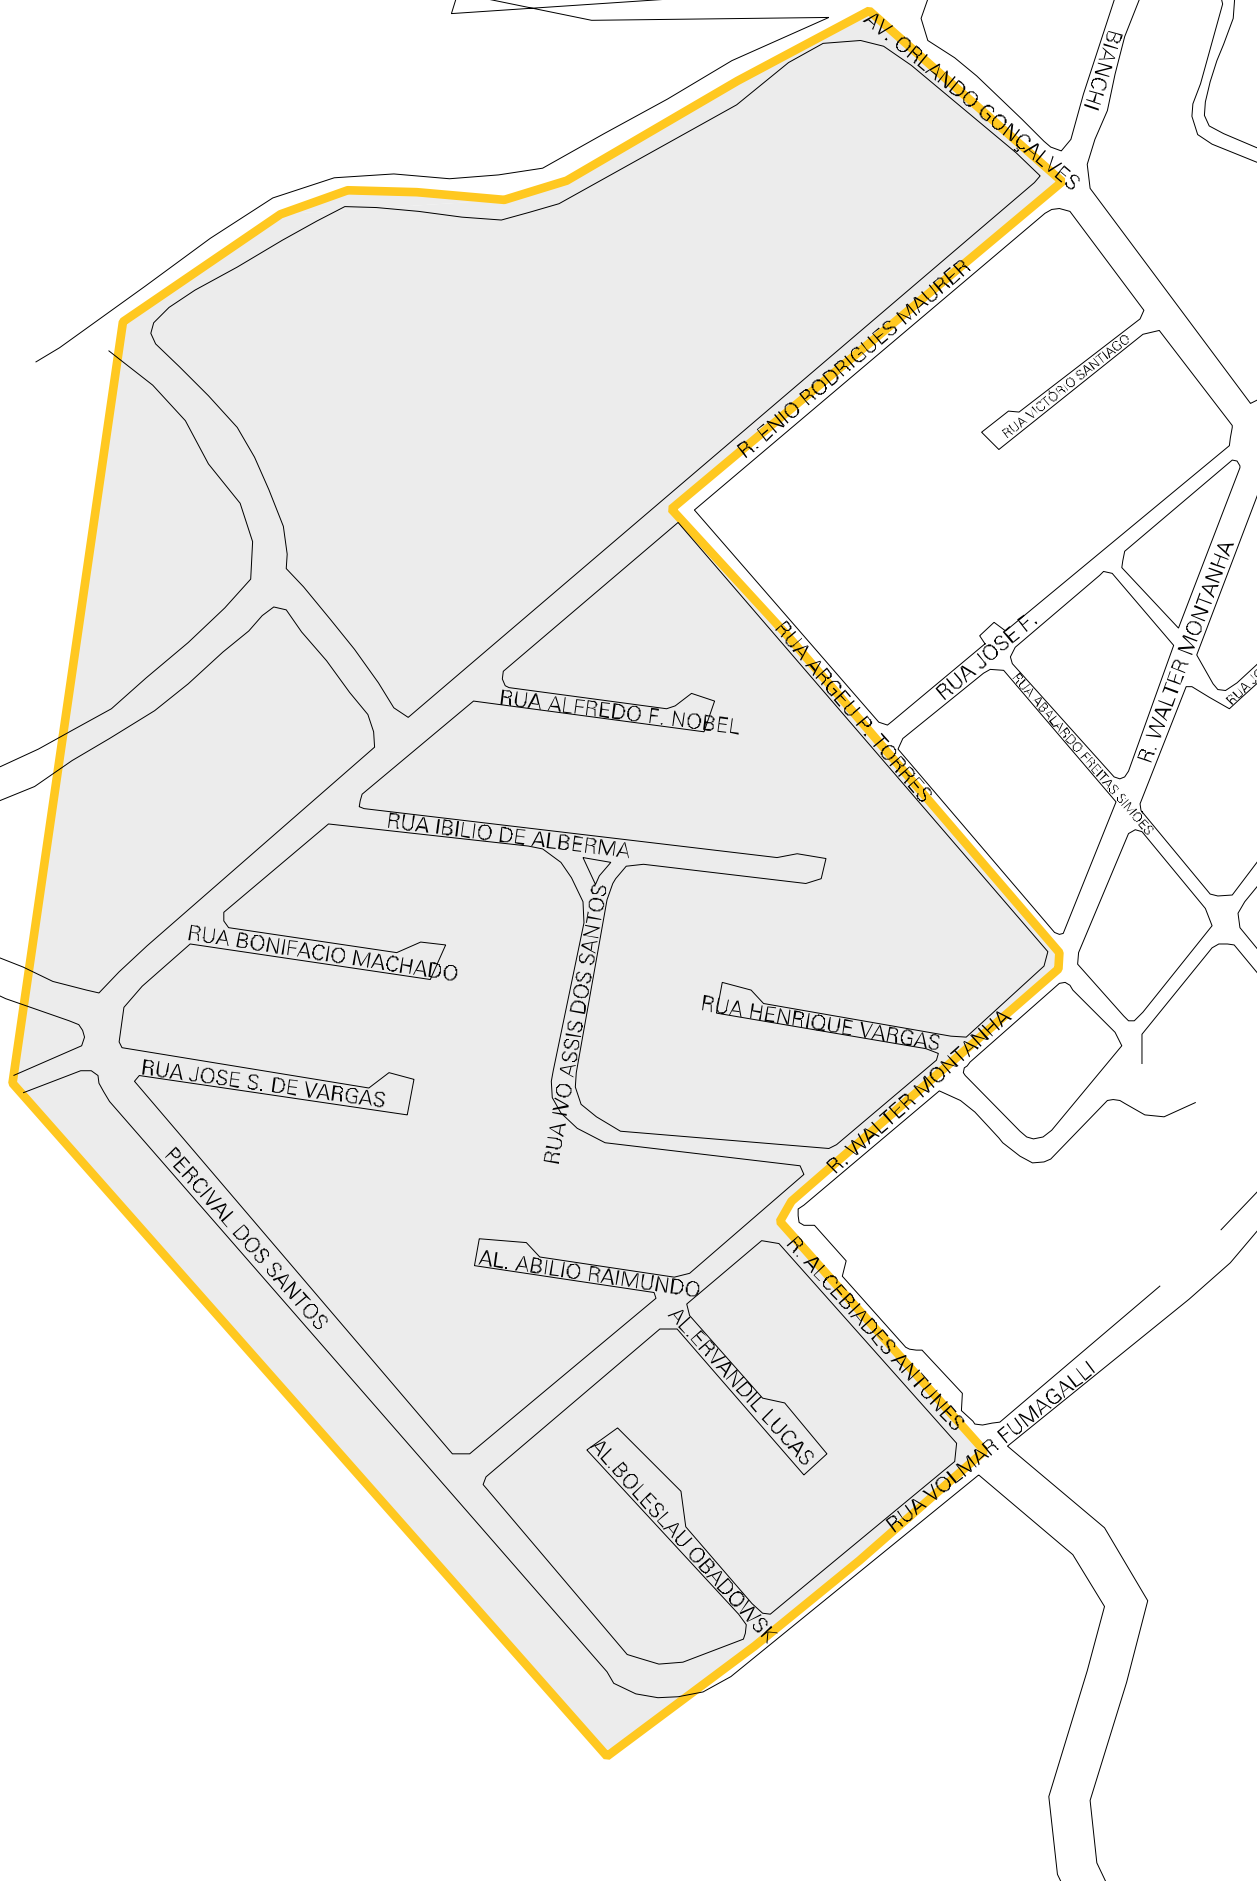 AV. ORLANDO GONÇALVES
BIANCHI
R. ENIO RODRIGUES MAURER
RUA VICTÓRIO SANTIAGO
R. WALTER MONTANHA
RUA JOSE F.
RUA ARGEU P. TORRES
RUA ABALARDO FREITAS SIMOES
RUA ALFREDO F. NOBEL
RUA IBILIO DE ALBERMA
RUA BONIFACIO MACHADO
RUA IVO ASSIS DOS SANTOS
RUA HENRIQUE VARGAS
RUA JOSE S. DE VARGAS
R. WALTER MONTANHA
PERCIVAL DOS SANTOS
AL. ABILIO RAIMUNDO
R. ALCEBIADES ANTUNES
AL.ERVANDIL LUCAS
RUA VOLMAR FUMAGALLI
AL.BOLESLAU OBADOWSK